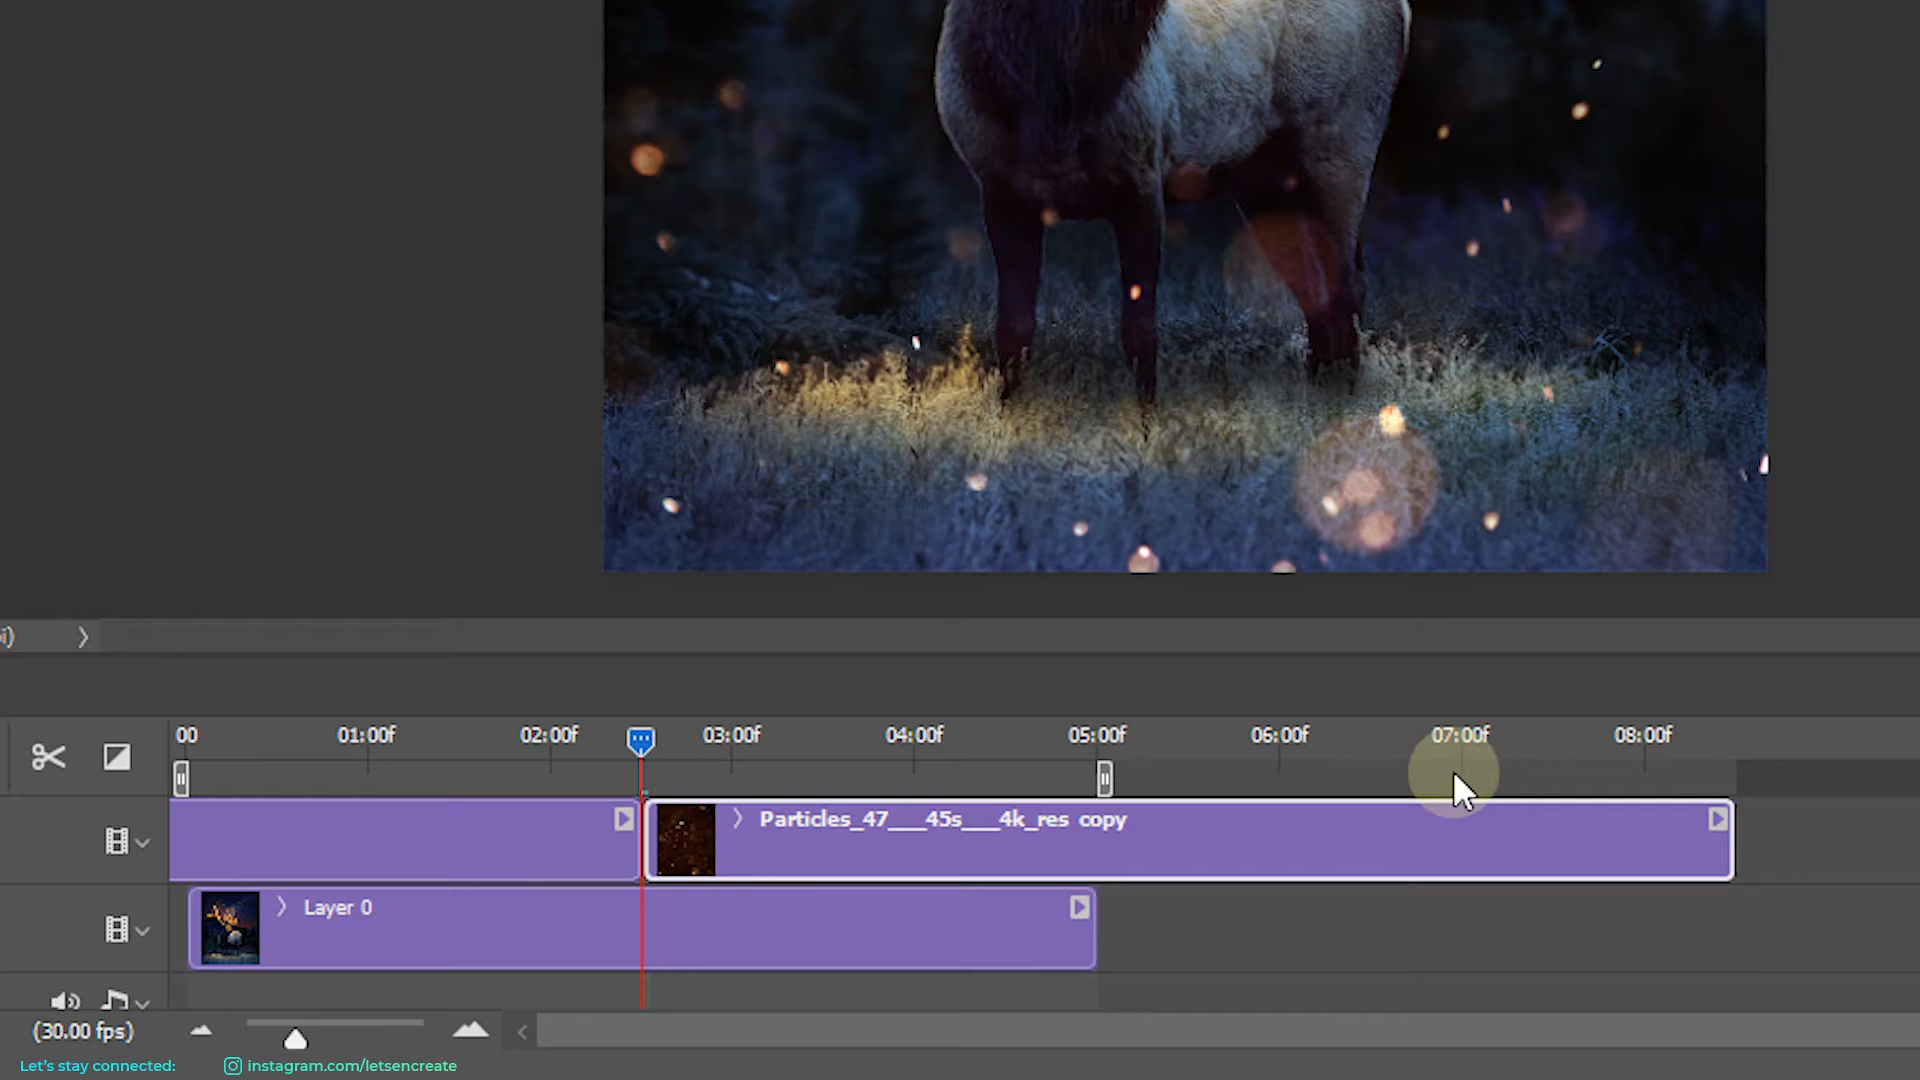 i)
00 01:00f 02:00f 03:00f 04:00f 05:00f 06:00f 07:00f 08:00f
Particles_47___45s___4k_res copy
Layer 0
(30.00 fps)
Let's stay connected: instagram.com/letsencreate